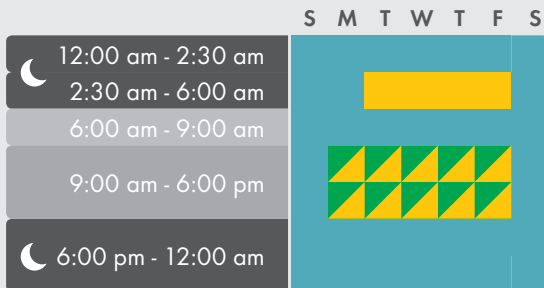 S M T W T F S
12:00 am - 2:30 am
2:30 am - 6:00 am
6:00 am - 9:00 am
9:00 am - 6:00 pm
6:00 pm - 12:00 am